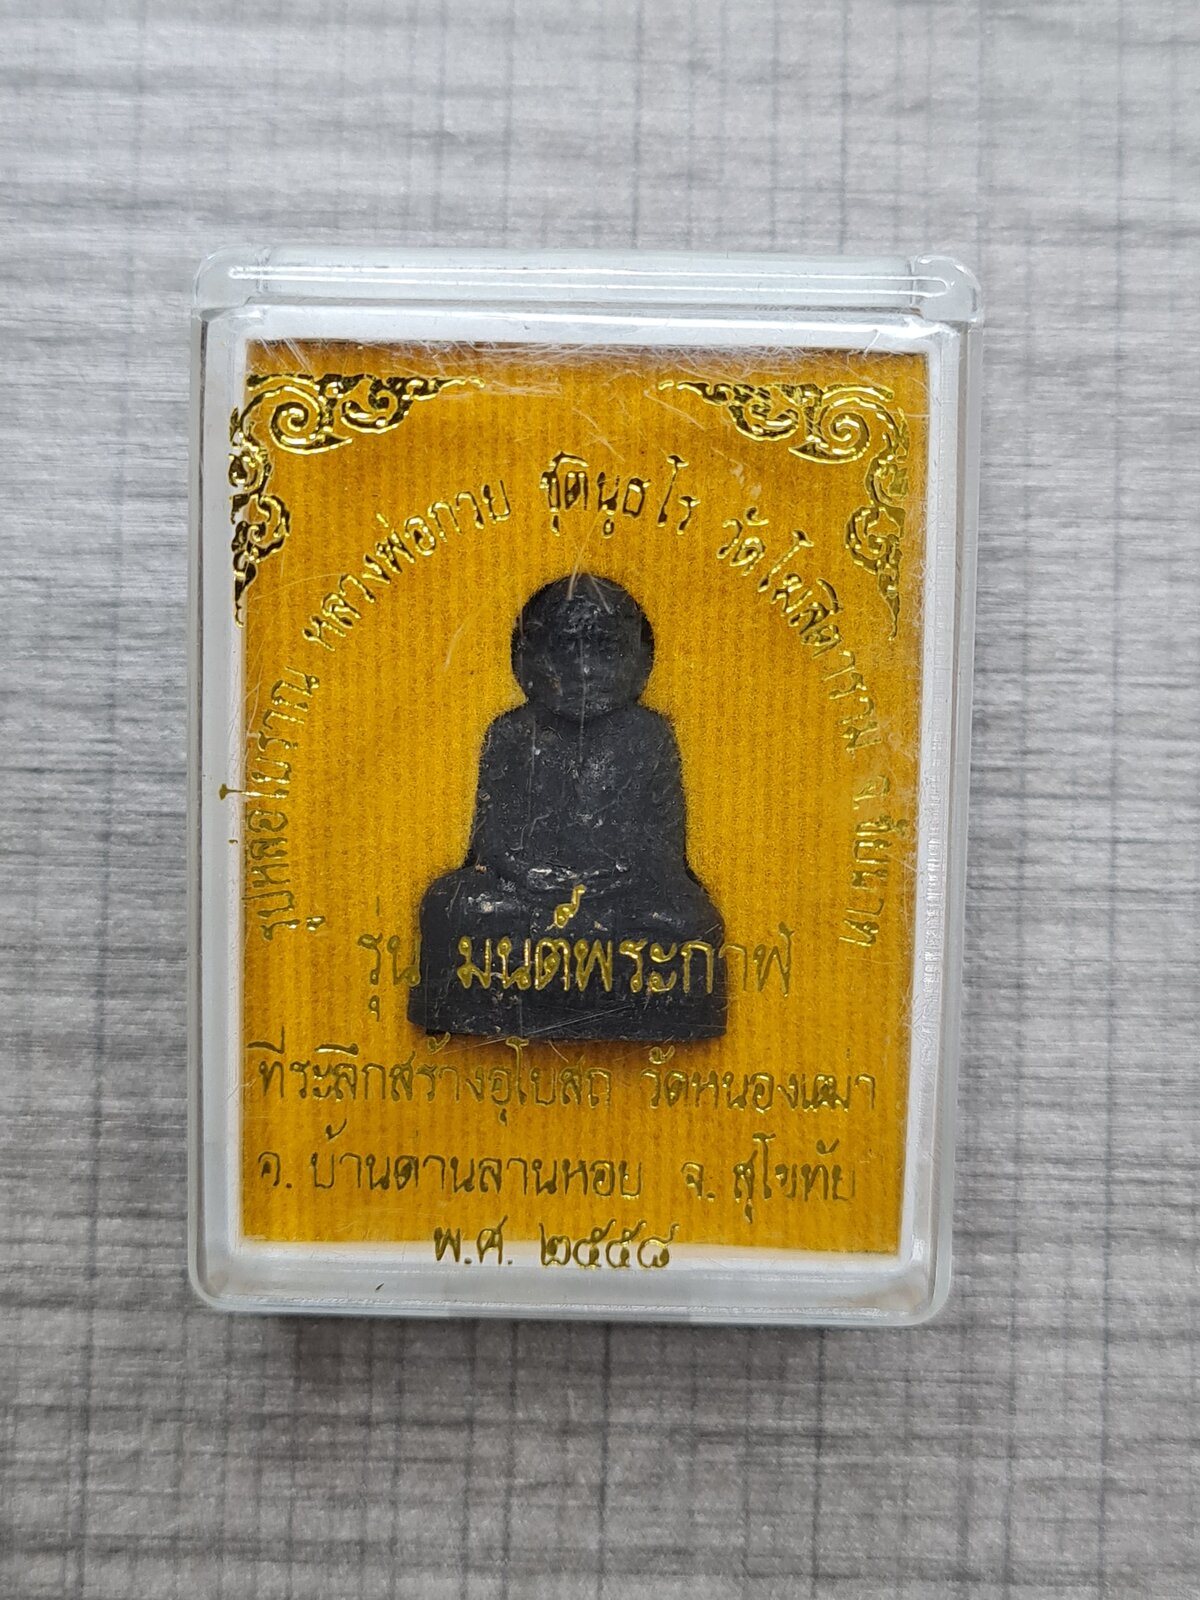 รูปหล่อโบราณ หลวงพ่อกวย ชุตินฺธโร วัดโฆสิตาราม จ.ชัยนาท
รุ่น มนต์พระกาฬ
ที่ระลึกสร้างอุโบสถ วัดหนองเฒ่า
อ. บ้านด่านลานหอย จ. สุโขทัย
พ.ศ. ๒๕๕๘